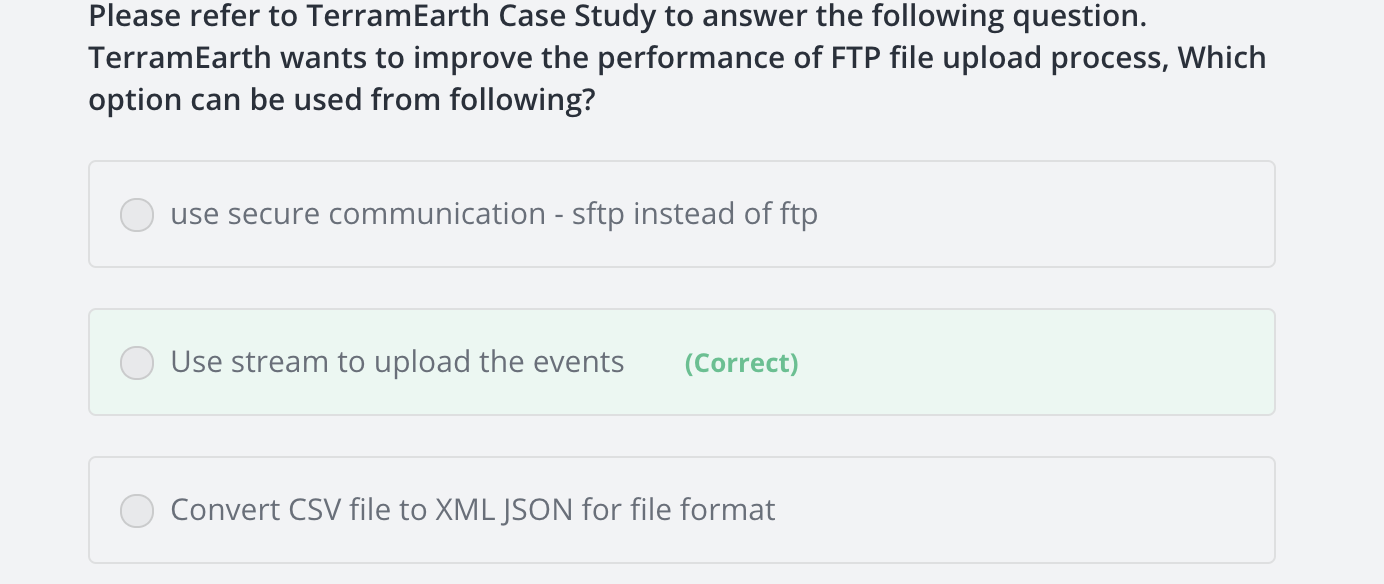 Please refer to TerramEarth Case Study to answer the following question.
TerramEarth wants to improve the performance of FTP file upload process, Which
option can be used from following?
use secure communication - sftp instead of ftp
Use stream to upload the events (Correct)
Convert CSV file to XML JSON for file format